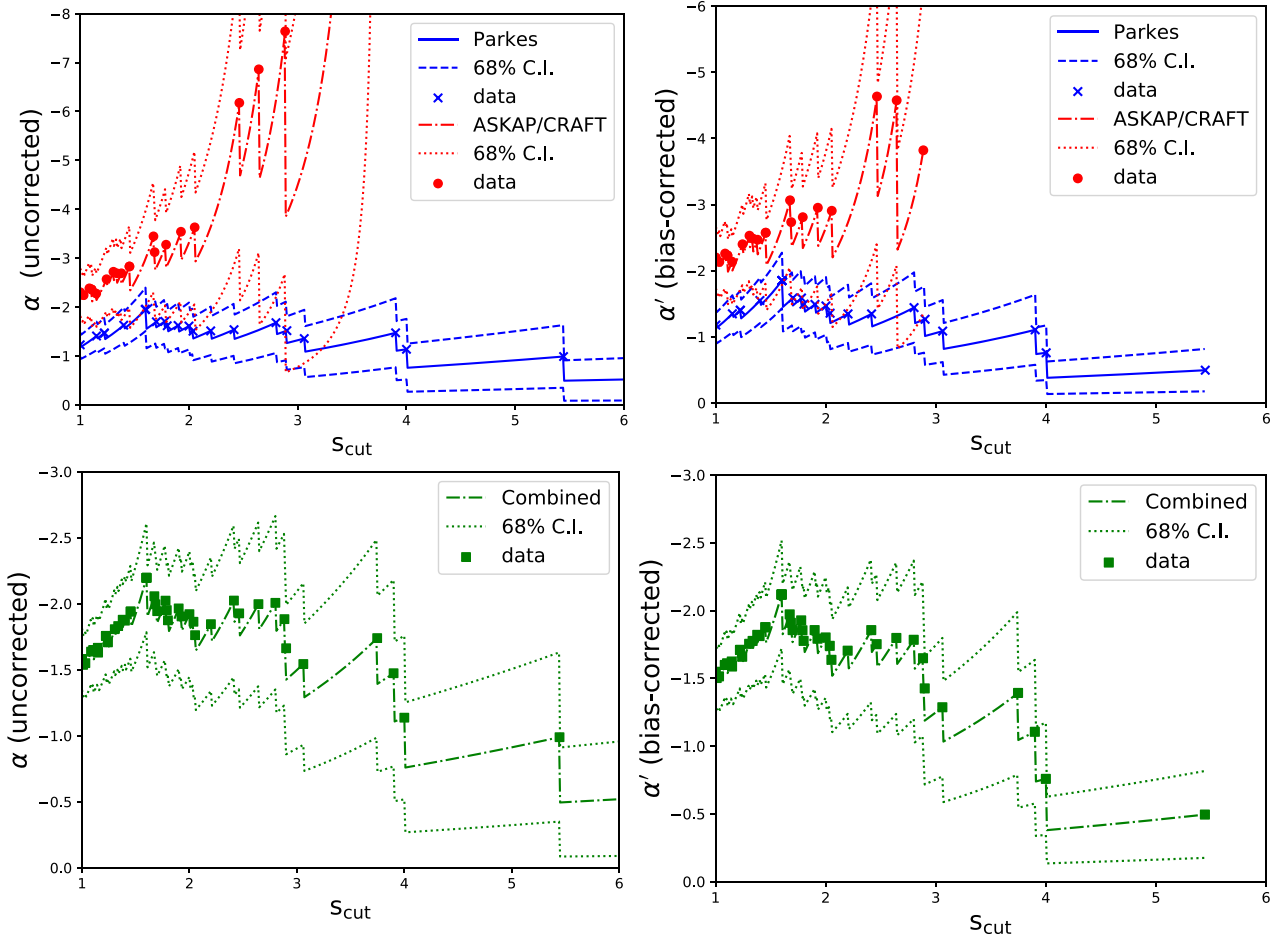 −8
−7
−6
−5
−4
−3
−2
−1
0
α (uncorrected)
1 2 3 4 5 6
s_cut
Parkes
68% C.I.
data
ASKAP/CRAFT
68% C.I.
data
−6
−5
−4
−3
−2
−1
0
α′ (bias-corrected)
1 2 3 4 5 6
s_cut
Parkes
68% C.I.
data
ASKAP/CRAFT
68% C.I.
data
−3.0
−2.5
−2.0
−1.5
−1.0
−0.5
0.0
α (uncorrected)
1 2 3 4 5 6
s_cut
Combined
68% C.I.
data
−3.0
−2.5
−2.0
−1.5
−1.0
−0.5
0.0
α′ (bias-corrected)
1 2 3 4 5 6
s_cut
Combined
68% C.I.
data